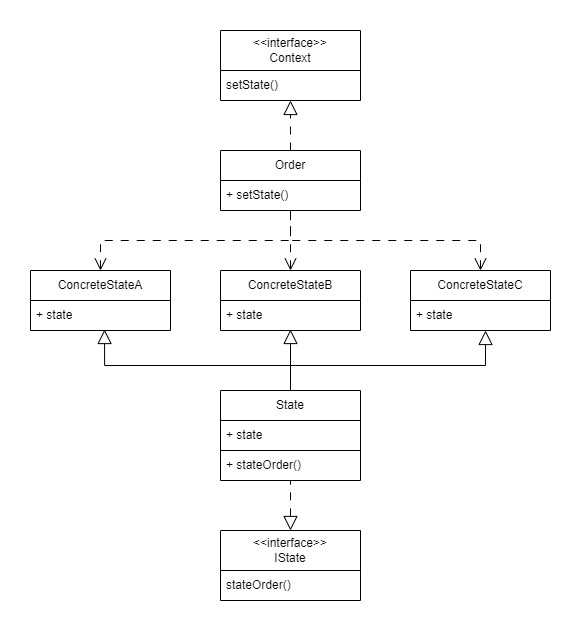 <<interface>>
Context
setState()
Order
+ setState()
ConcreteStateA
+ state
ConcreteStateB
+ state
ConcreteStateC
+ state
State
+ state
+ stateOrder()
<<interface>>
IState
stateOrder()